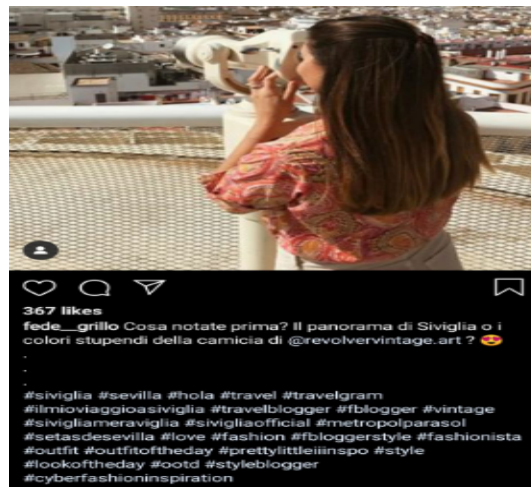 367 likes
fede__grillo Cosa notate prima? Il panorama di Siviglia o i
colori stupendi della camicia di @revolvervintage.art ? 😍
.
.
.
#siviglia #sevilla #hola #travel #travelgram
#ilmioviaggioasiviglia #travelblogger #fblogger #vintage
#sivigliameraviglia #sivigliaofficial #metropolparasol
#setasdesevilla #love #fashion #fbloggerstyle #fashionista
#outfit #outfitoftheday #prettylittleiiinspo #style
#lookoftheday #ootd #styleblogger
#cyberfashioninspiration